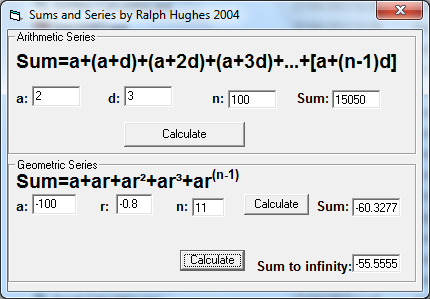 Sums and Series by Ralph Hughes 2004
Arithmetic Series
Sum=a+(a+d)+(a+2d)+(a+3d)+...+[a+(n-1)d]
a: 2 d: 3 n: 100 Sum: 15050
Calculate
Geometric Series
Sum=a+ar+ar²+ar³+ar⁽ⁿ⁻¹⁾
a: -100 r: -0.8 n: 11 Calculate Sum: -60.3277
Calculate Sum to infinity: -55.5555